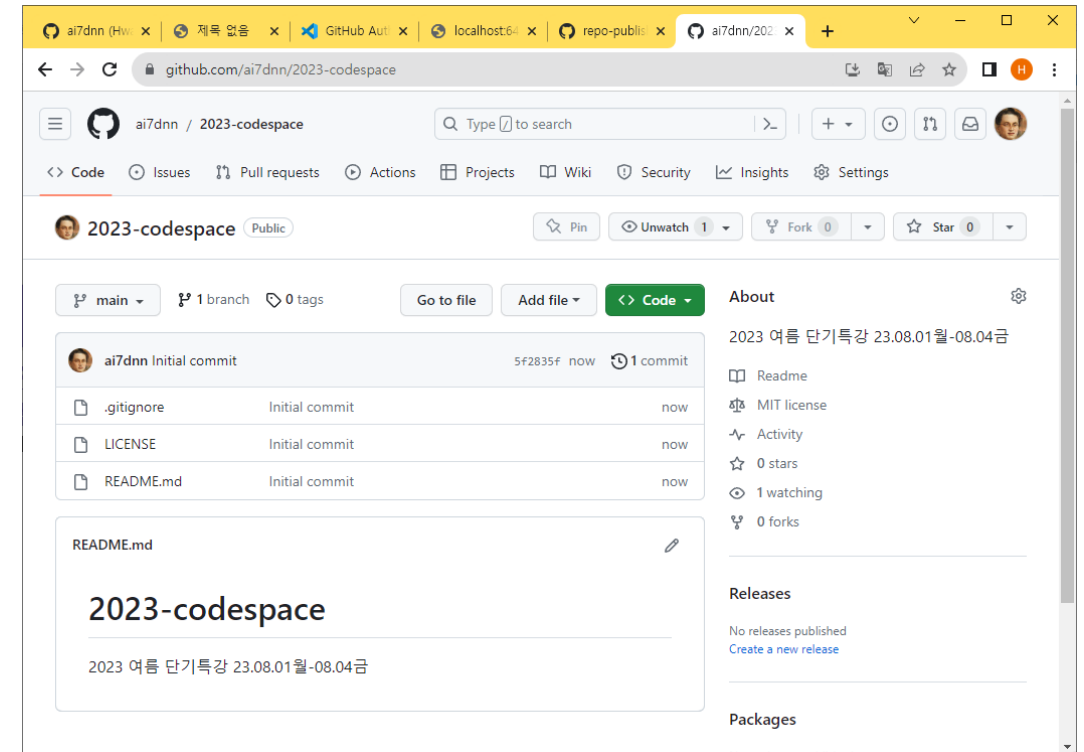 ai7dnn (Hw
제목 없음
GitHub Aut
localhost:64
repo-publis
ai7dnn/202
github.com/ai7dnn/2023-codespace
H
ai7dnn / 2023-codespace
Type / to search
Code
Issues
Pull requests
Actions
Projects
Wiki
Security
Insights
Settings
2023-codespace Public
Pin
Unwatch 1
Fork 0
Star 0
main
1 branch
0 tags
Go to file
Add file
Code
ai7dnn Initial commit 5f2835f now 1 commit
.gitignore Initial commit now
LICENSE Initial commit now
README.md Initial commit now
README.md
2023-codespace
2023 여름 단기특강 23.08.01월-08.04금
About
2023 여름 단기특강 23.08.01월-08.04금
Readme
MIT license
Activity
0 stars
1 watching
0 forks
Releases
No releases published
Create a new release
Packages